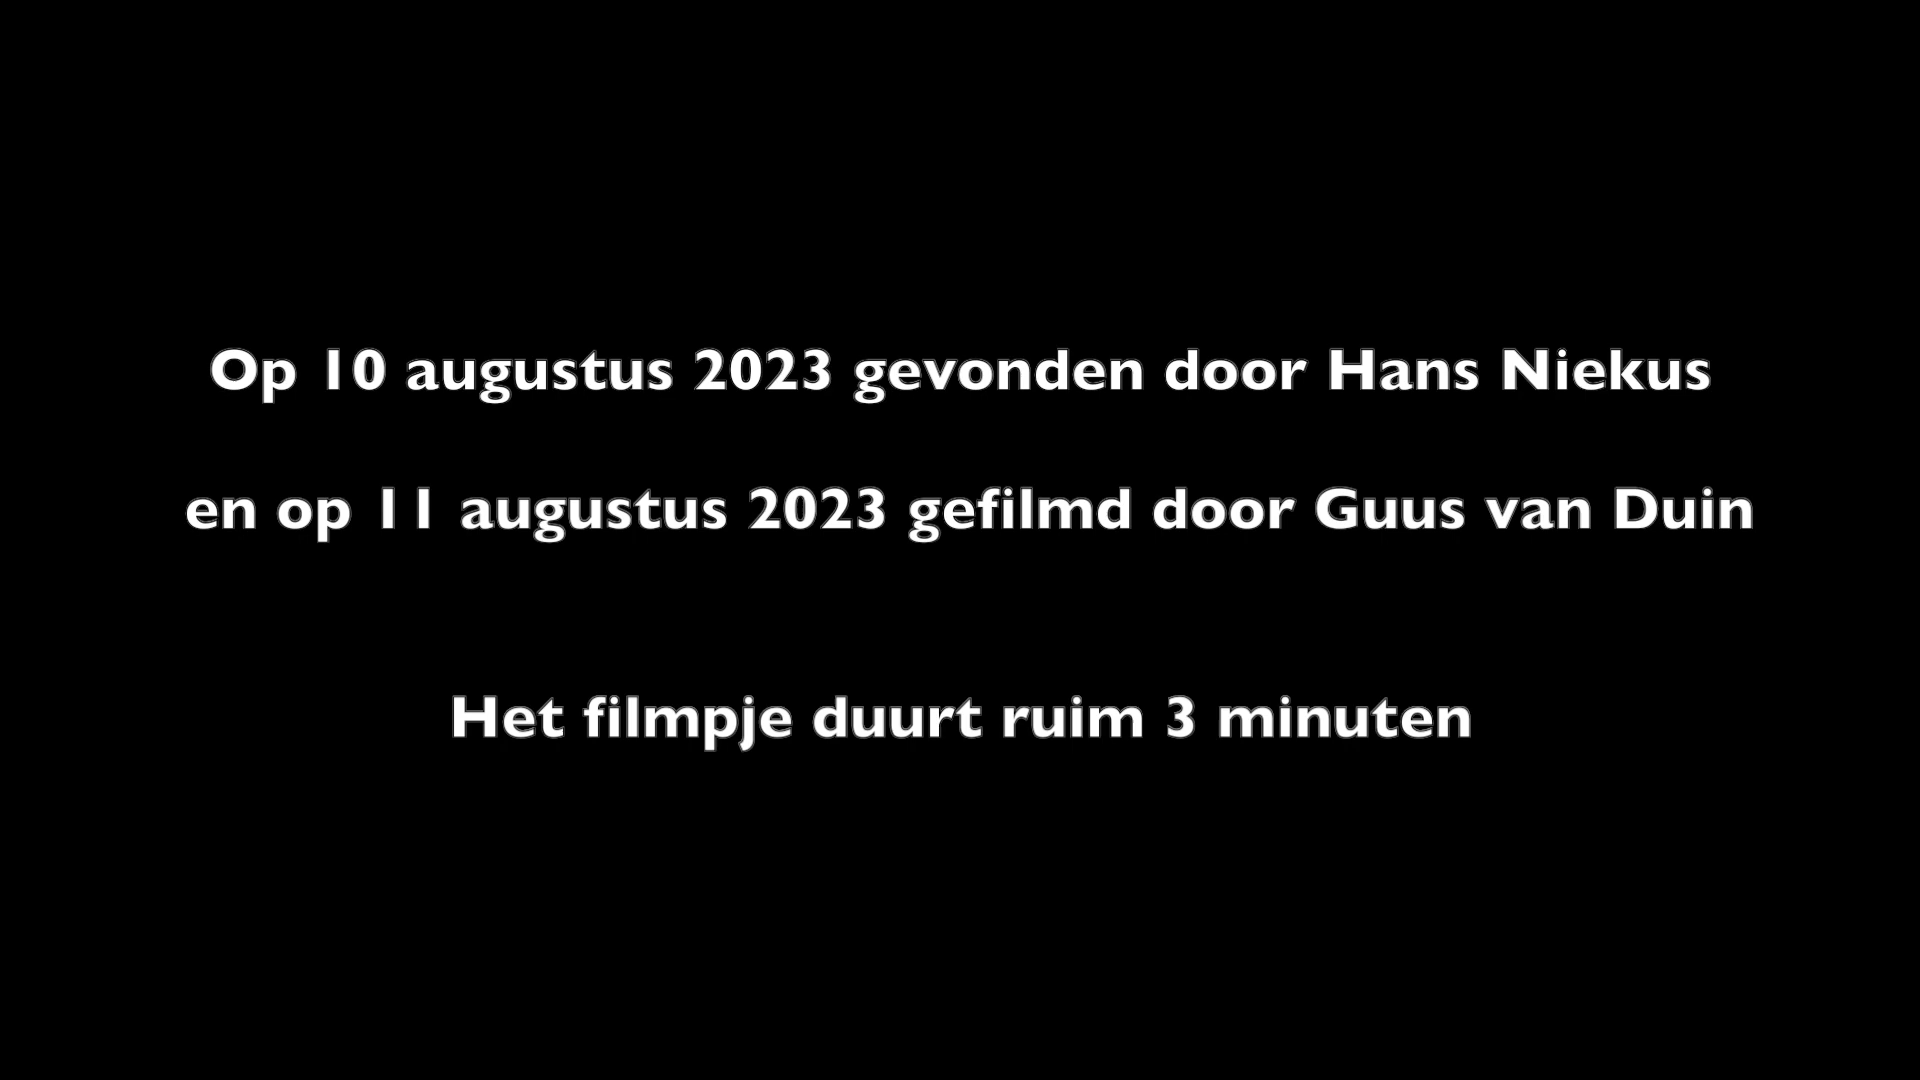 Op 10 augustus 2023 gevonden door Hans Niekus
en op 11 augustus 2023 gefilmd door Guus van Duin
Het filmpje duurt ruim 3 minuten